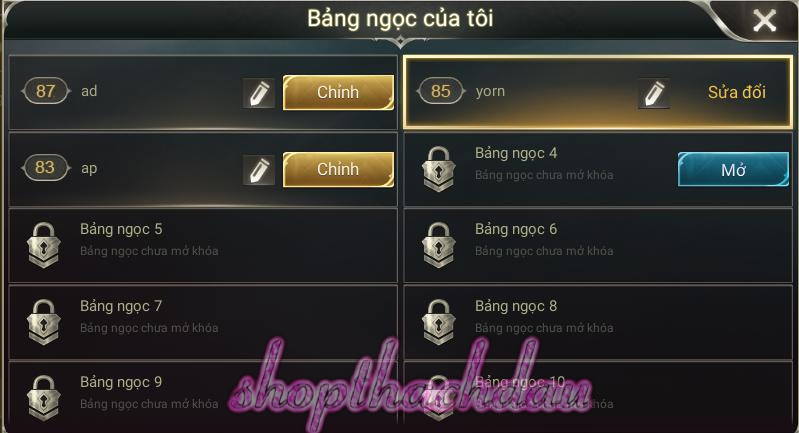 Bảng ngọc của tôi
87 ad Chỉnh
85 yorn Sửa đổi
83 ap Chỉnh
Bảng ngọc 4
Bảng ngọc chưa mở khóa
Mở
Bảng ngọc 5
Bảng ngọc chưa mở khóa
Bảng ngọc 6
Bảng ngọc chưa mở khóa
Bảng ngọc 7
Bảng ngọc chưa mở khóa
Bảng ngọc 8
Bảng ngọc chưa mở khóa
Bảng ngọc 9
Bảng ngọc chưa mở khóa
Bảng ngọc 10
Bảng ngọc chưa mở khóa